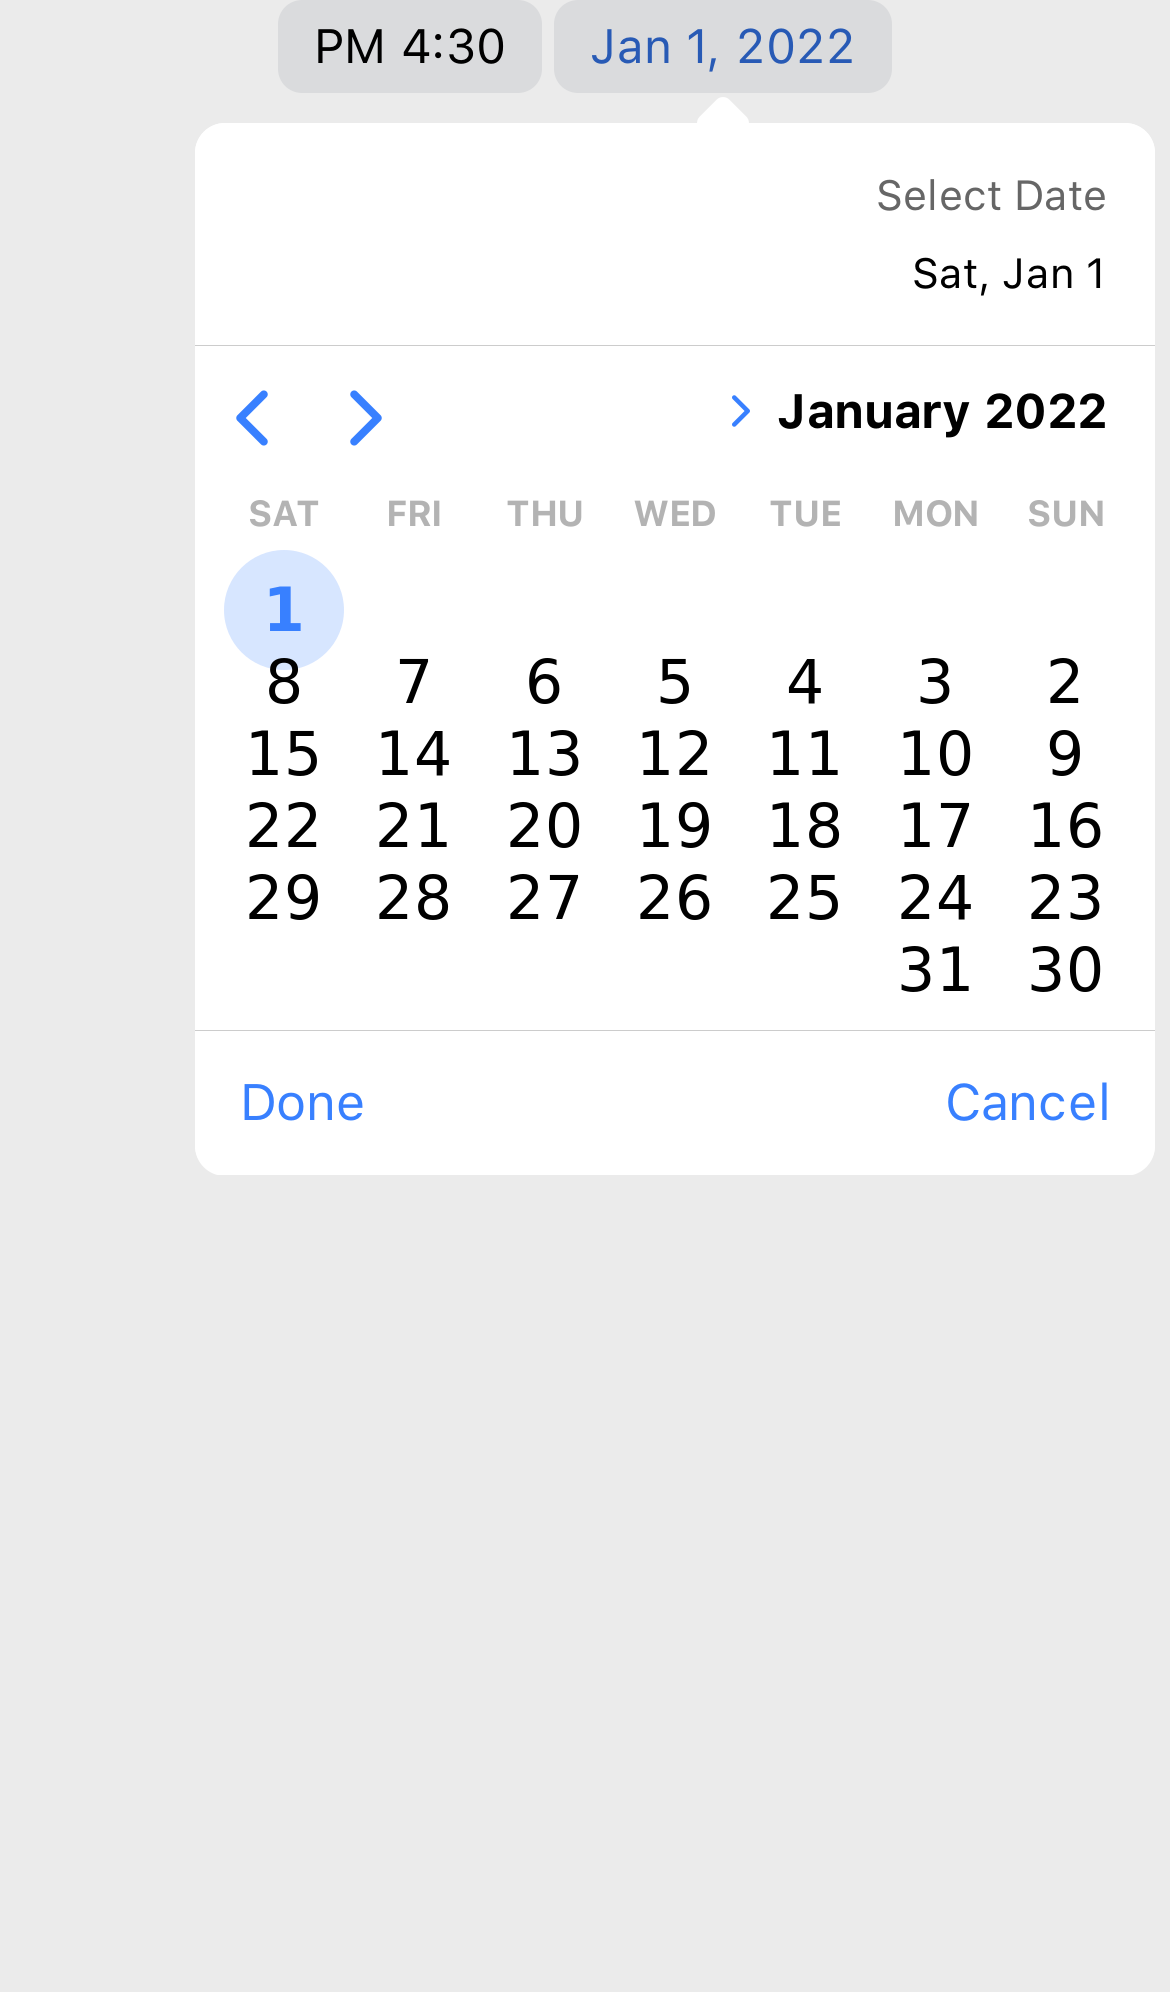 PM 4:30 Jan 1, 2022
Select Date
Sat, Jan 1
January 2022
SAT FRI THU WED TUE MON SUN
1
8 7 6 5 4 3 2
15 14 13 12 11 10 9
22 21 20 19 18 17 16
29 28 27 26 25 24 23
31 30
Done Cancel